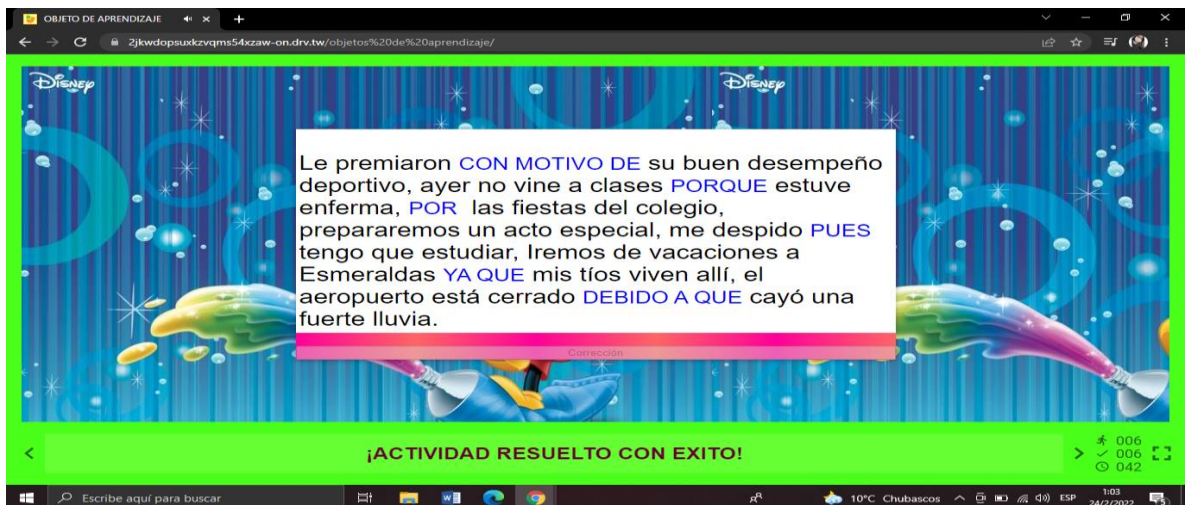 OBJETO DE APRENDIZAJE
2jkwdopsuxkzvqms54xzaw-on.drv.tw/objetos%20de%20aprendizaje/
Disney
Disney
Le premiaron CON MOTIVO DE su buen desempeño
deportivo, ayer no vine a clases PORQUE estuve
enferma, POR las fiestas del colegio,
prepararemos un acto especial, me despido PUES
tengo que estudiar, Iremos de vacaciones a
Esmeraldas YA QUE mis tíos viven allí, el
aeropuerto está cerrado DEBIDO A QUE cayó una
fuerte lluvia.
Corrección
¡ACTIVIDAD RESUELTO CON EXITO!
006
006
042
Escribe aquí para buscar
10°C Chubascos
ESP
1:03
24/2/2022